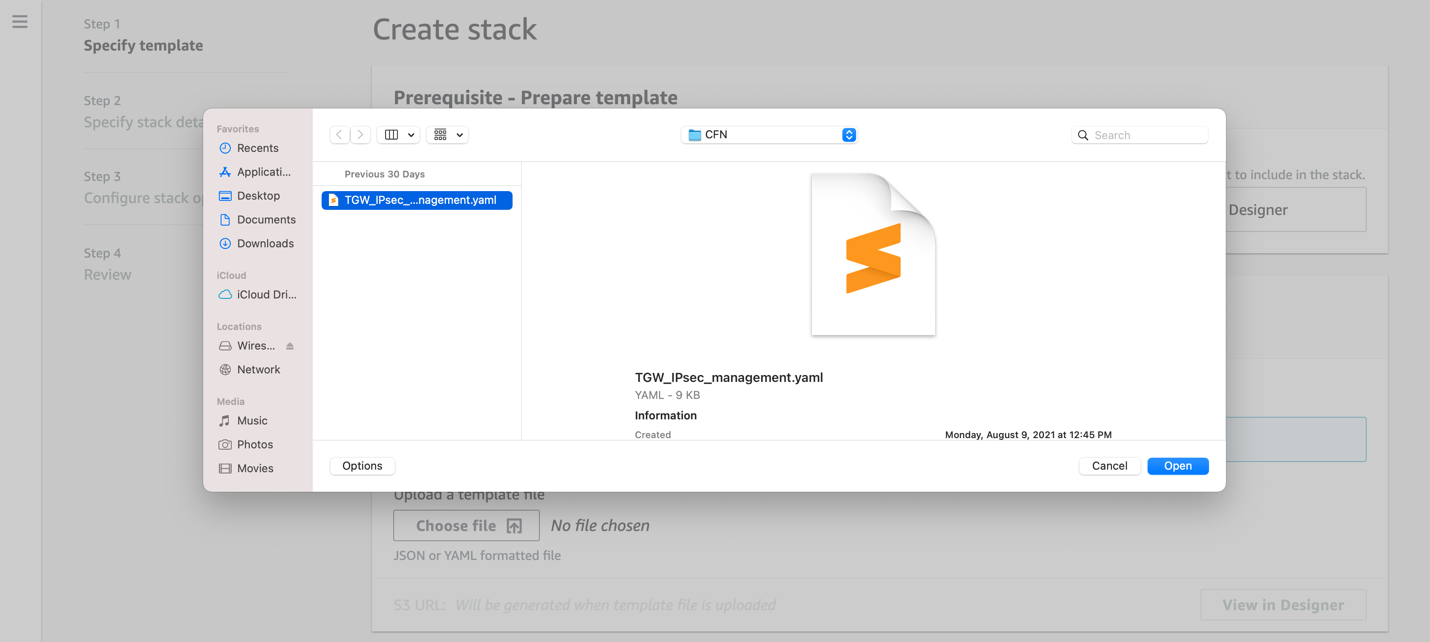 Step 1
Specify template
Step 2
Specify stack deta
Step 3
Configure stack op
Step 4
Review
Create stack
Prerequisite - Prepare template
t to include in the stack.
Designer
Favorites
Recents
Applicati...
Desktop
Documents
Downloads
iCloud
iCloud Dri...
Locations
Wires...
Network
Media
Music
Photos
Movies
CFN
Search
Previous 30 Days
TGW_IPsec_...nagement.yaml
TGW_IPsec_management.yaml
YAML - 9 KB
Information
Created Monday, August 9, 2021 at 12:45 PM
Options
Cancel
Open
Upload a template file
Choose file
No file chosen
JSON or YAML formatted file
S3 URL: Will be generated when template file is uploaded
View in Designer